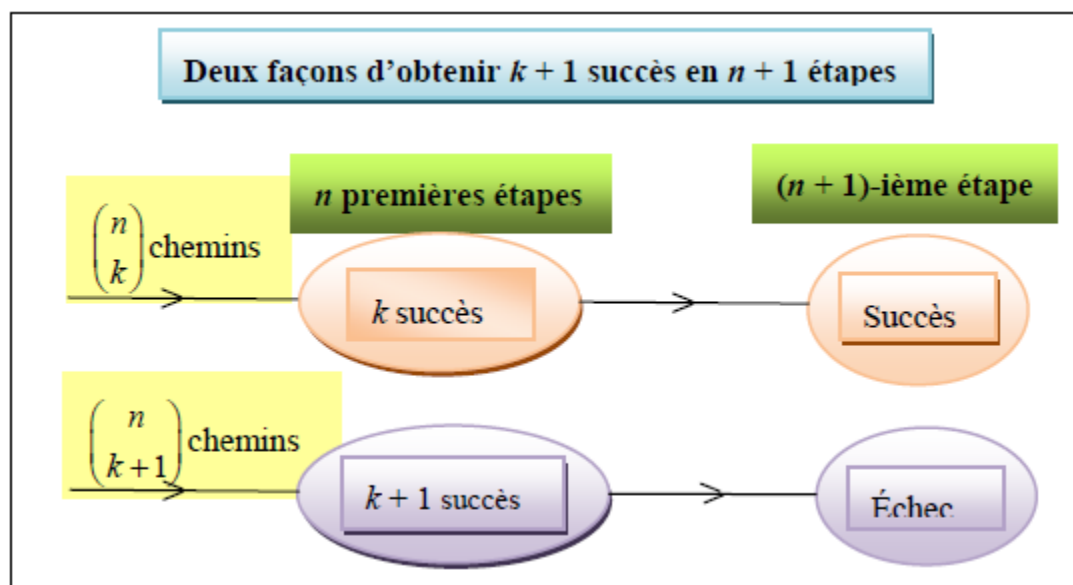 Deux façons d'obtenir k + 1 succès en n + 1 étapes
n premières étapes
(n + 1)-ième étape
(n k) chemins
k succès
Succès
(n k+1) chemins
k + 1 succès
Échec